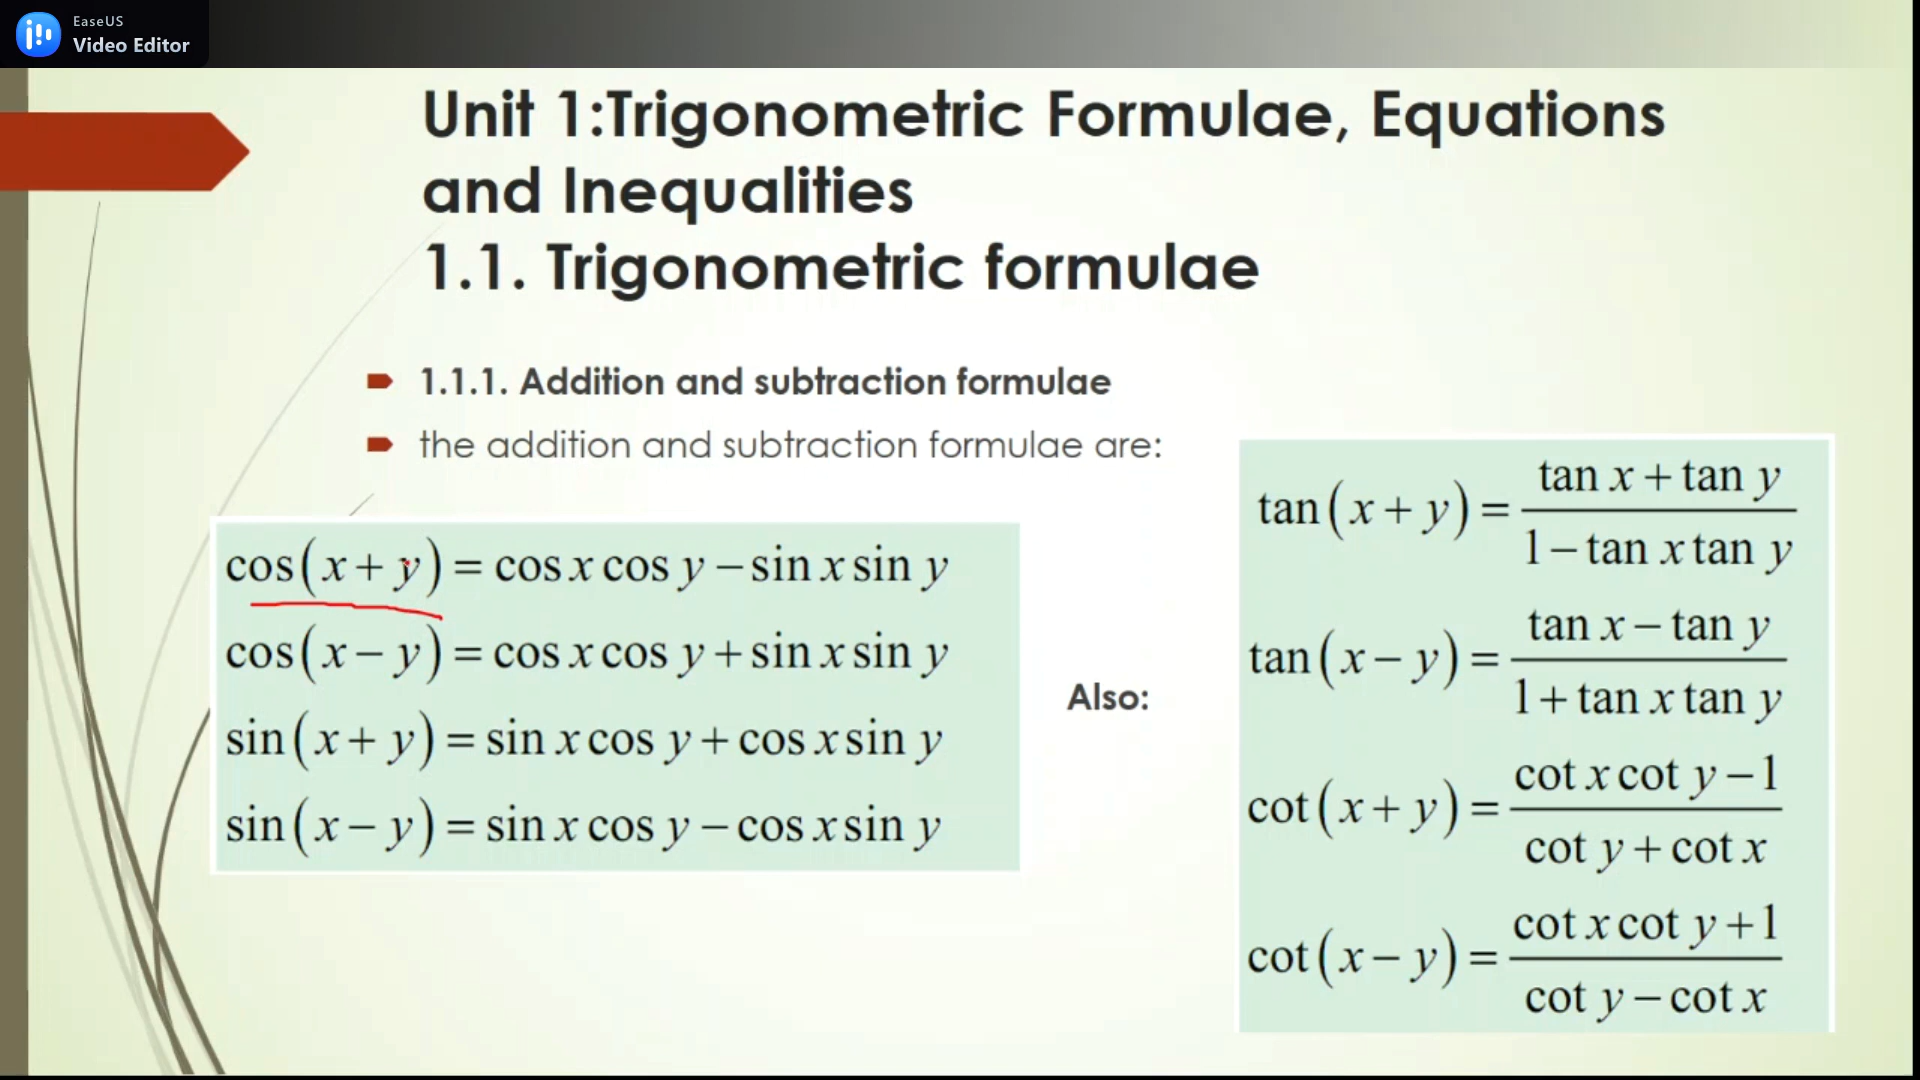 EaseUS
Video Editor
Unit 1:Trigonometric Formulae, Equations
and Inequalities
1.1. Trigonometric formulae
1.1.1. Addition and subtraction formulae
the addition and subtraction formulae are:
cos(x+y)=cos x cos y−sin x sin y
cos(x−y)=cos x cos y+sin x sin y
sin(x+y)=sin x cos y+cos x sin y
sin(x−y)=sin x cos y−cos x sin y
Also:
tan(x+y)=(tan x+tan y)/(1−tan x tan y)
tan(x−y)=(tan x−tan y)/(1+tan x tan y)
cot(x+y)=(cot x cot y−1)/(cot y+cot x)
cot(x−y)=(cot x cot y+1)/(cot y−cot x)